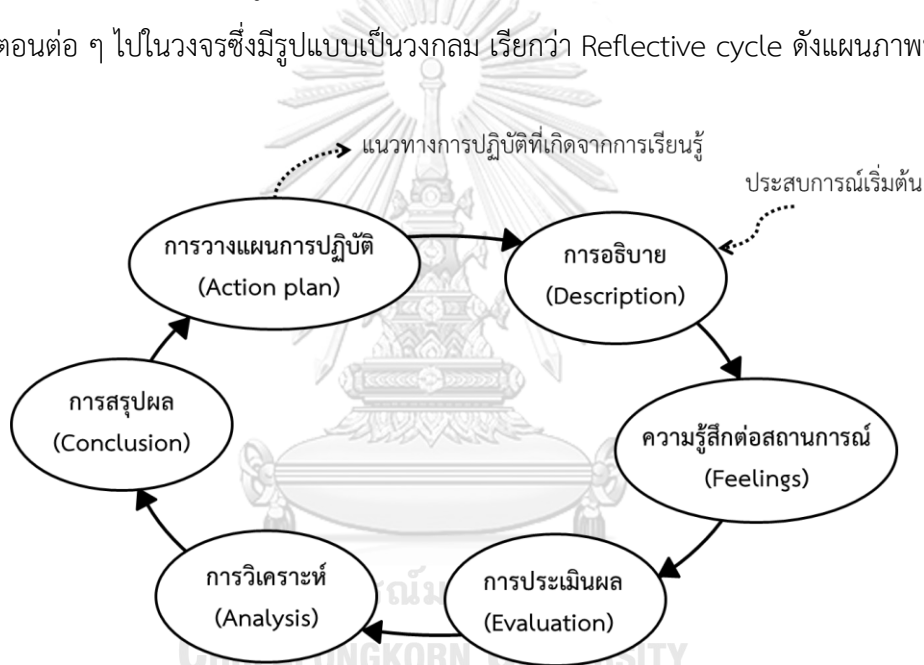 ตอนต่อ ๆ ไปในวงจรซึ่งมีรูปแบบเป็นวงกลม เรียกว่า Reflective cycle ดังแผนภาพ
แนวทางการปฏิบัติที่เกิดจากการเรียนรู้
ประสบการณ์เริ่มต้น
การวางแผนการปฏิบัติ
(Action plan)
การอธิบาย
(Description)
การสรุปผล
(Conclusion)
ความรู้สึกต่อสถานการณ์
(Feelings)
การวิเคราะห์
(Analysis)
การประเมินผล
(Evaluation)